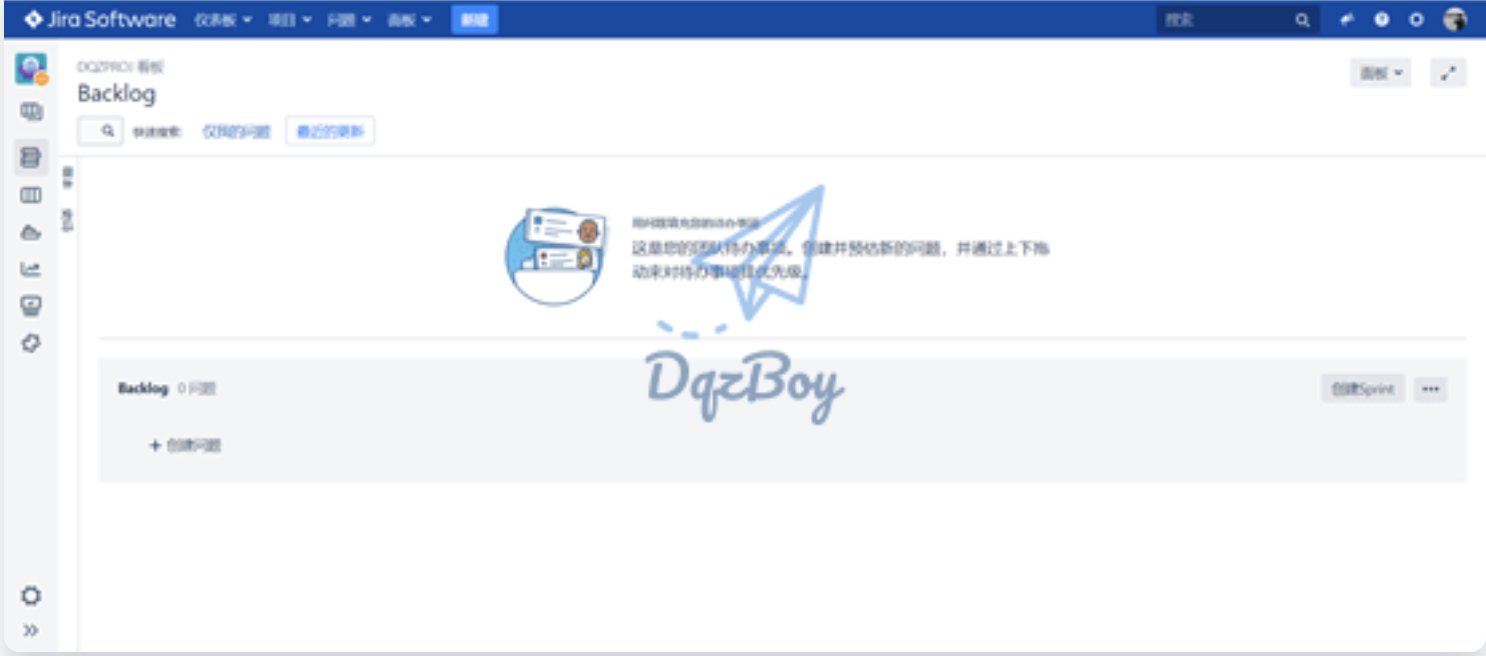 Jira Software 仪表板 项目 问题 面板 新建 搜索
DQZPROJ 看板
Backlog
面板
快速搜索: 仅我的问题 最近的更新
版本
史诗
用问题填充您的待办事项
这是您的团队待办事项。创建并预估新的问题，并通过上下拖
动来对待办事项排优先级。
DqzBoy
Backlog 0 问题
创建Sprint
+ 创建问题